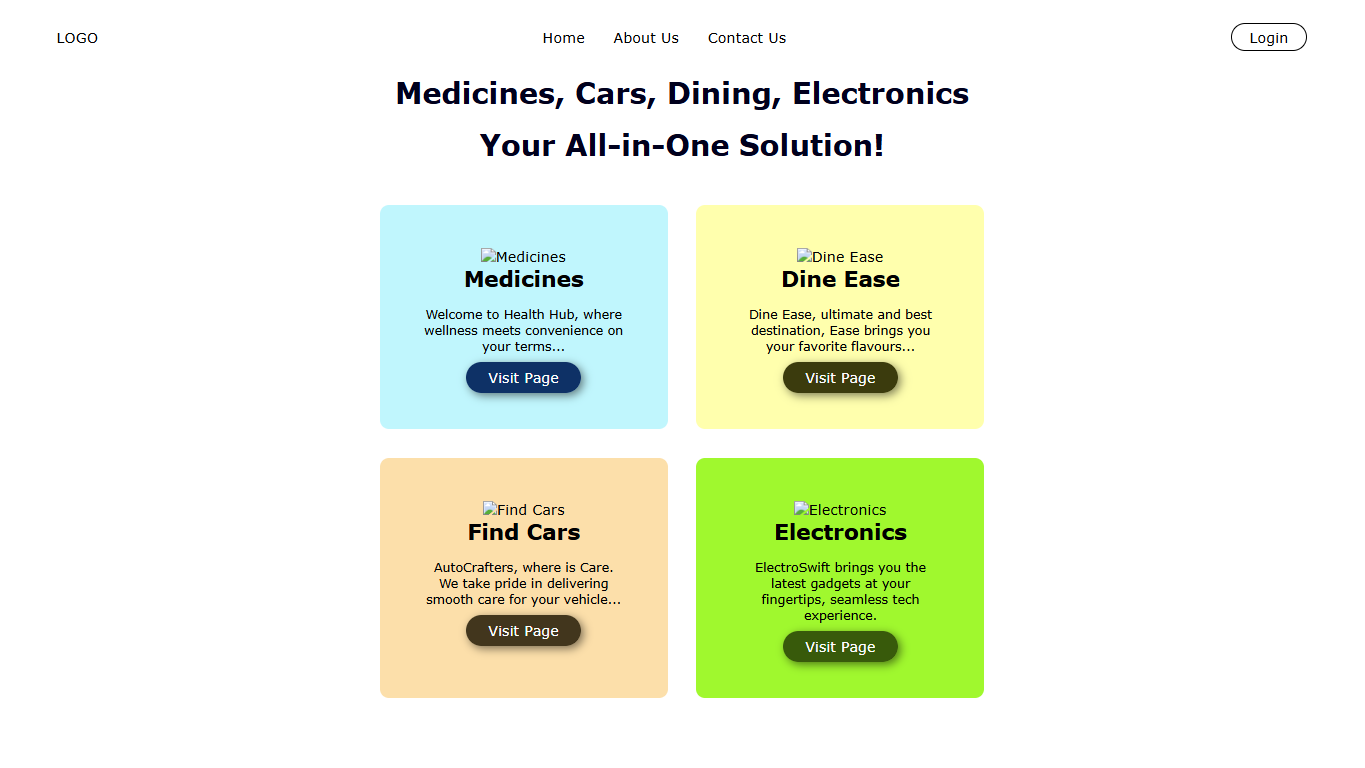 LOGO
Home About Us Contact Us
Login
Medicines, Cars, Dining, Electronics
Your All-in-One Solution!
Medicines
Medicines
Welcome to Health Hub, where
wellness meets convenience on
your terms...
Visit Page
Dine Ease
Dine Ease
Dine Ease, ultimate and best
destination, Ease brings you
your favorite flavours...
Visit Page
Find Cars
Find Cars
AutoCrafters, where is Care.
We take pride in delivering
smooth care for your vehicle...
Visit Page
Electronics
Electronics
ElectroSwift brings you the
latest gadgets at your
fingertips, seamless tech
experience.
Visit Page